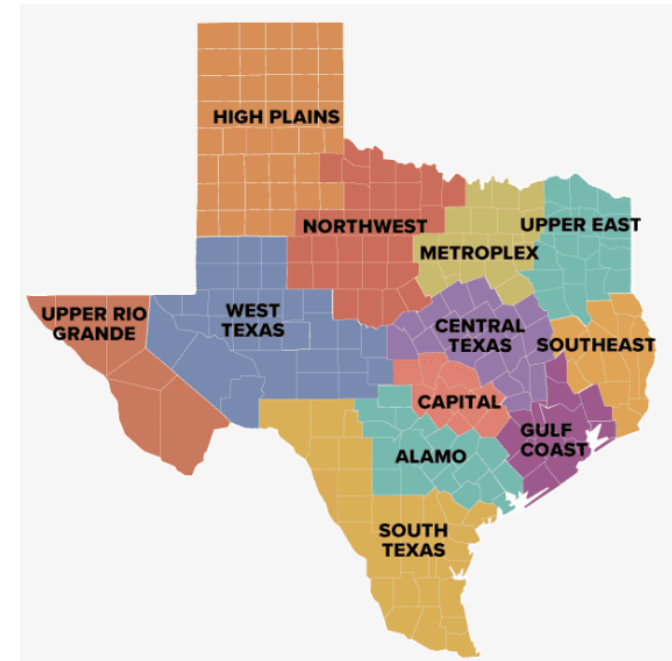 HIGH PLAINS
NORTHWEST
UPPER EAST
METROPLEX
UPPER RIO
GRANDE
WEST
TEXAS
CENTRAL
TEXAS
SOUTHEAST
CAPITAL
GULF
COAST
ALAMO
SOUTH
TEXAS